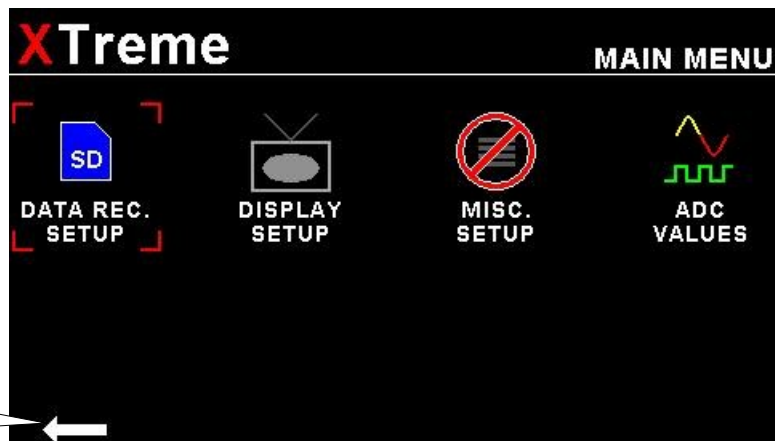 XTreme
MAIN MENU
SD
DATA REC.
SETUP
DISPLAY
SETUP
MISC.
SETUP
ADC
VALUES